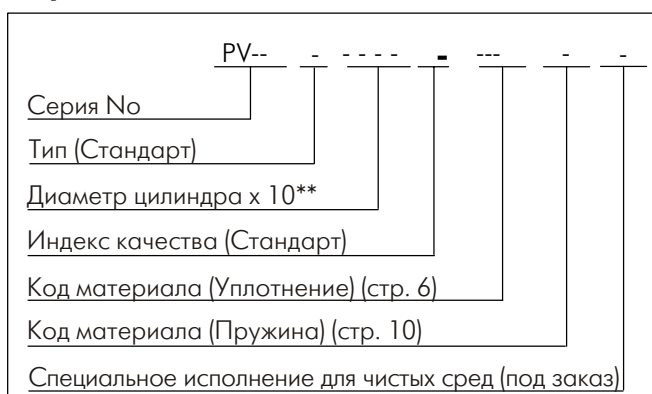 PV-- - - - - - - --- - -
Серия No
Тип (Стандарт)
Диаметр цилиндра x 10**
Индекс качества (Стандарт)
Код материала (Уплотнение) (стр. 6)
Код материала (Пружина) (стр. 10)
Специальное исполнение для чистых сред (под заказ)